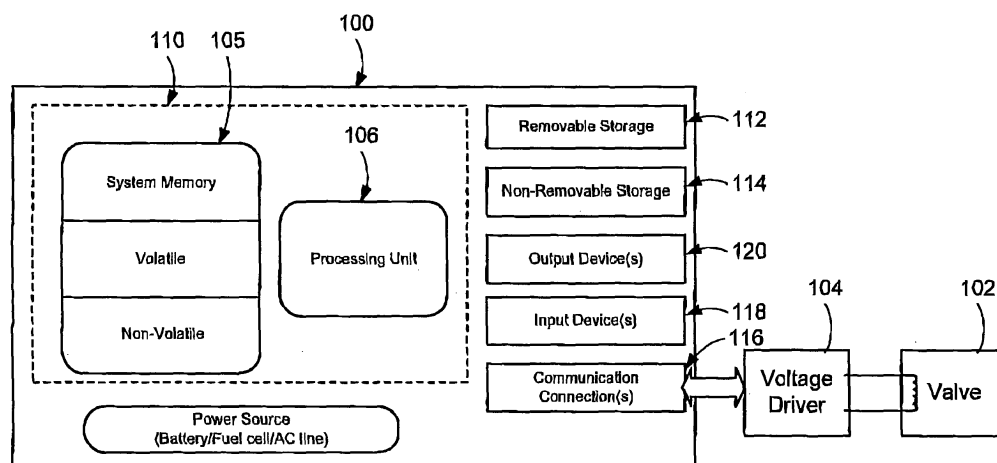 110
105
100
System Memory
Volatile
Non-Volatile
106
Processing Unit
Removable Storage
112
Non-Removable Storage
114
Output Device(s)
120
Input Device(s)
118
Communication
Connection(s)
116
Power Source
(Battery/Fuel cell/AC line)
104
Voltage
Driver
102
Valve